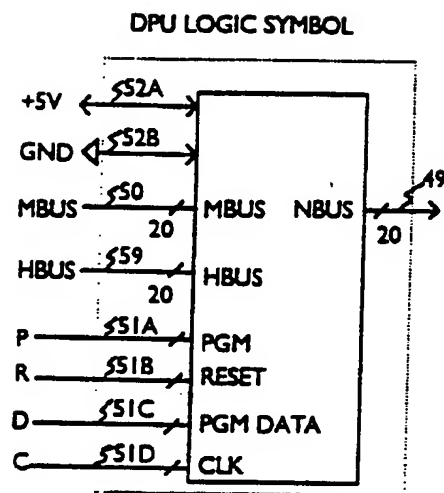 DPU LOGIC SYMBOL
+5V 52A
GND 52B
MBUS 50 20 MBUS NBUS 20 49
HBUS 59 20 HBUS
P 51A PGM
R 51B RESET
D 51C PGM DATA
C 51D CLK